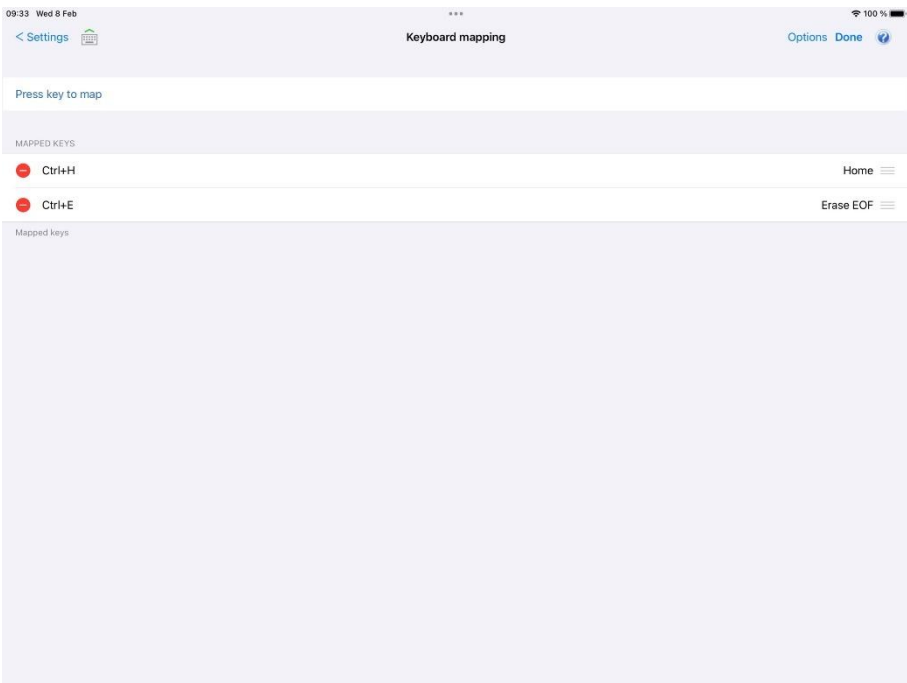 09:33 Wed 8 Feb 100 %
< Settings Keyboard mapping Options Done ?
Press key to map
MAPPED KEYS
Ctrl+H Home
Ctrl+E Erase EOF
Mapped keys